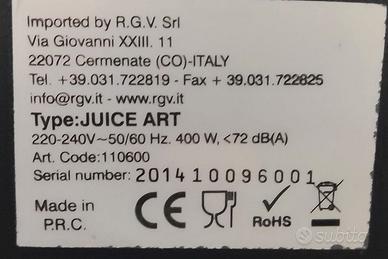 Imported by R.G.V. Srl
Via Giovanni XXIII. 11
22072 Cermenate (CO)-ITALY
Tel. +39.031.722819 - Fax + 39.031.722825
info@rgv.it - www.rgv.it
Type:JUICE ART
220-240V~50/60 Hz. 400 W, <72 dB(A)
Art. Code:110600
Serial number: 201410096001
Made in
P.R.C.
CE
RoHS
subito